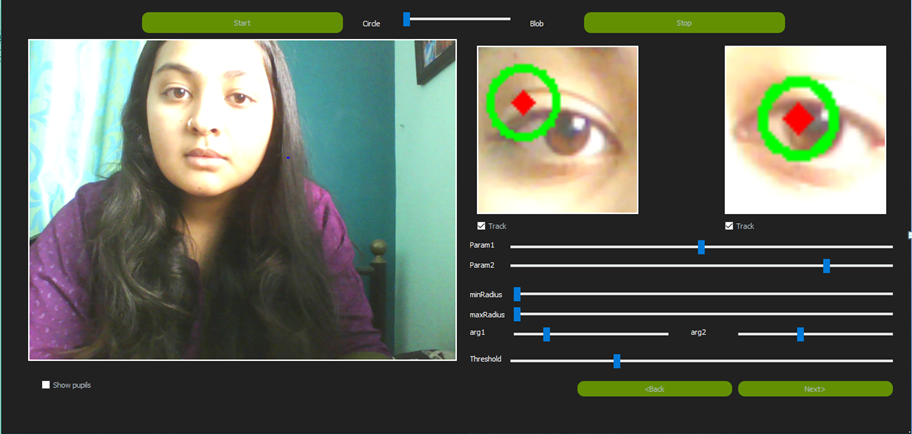 Start
Circle
Blob
Stop
Track
Track
Param1
Param2
minRadius
maxRadius
arg1
arg2
Threshold
Show pupils
<Back
Next>